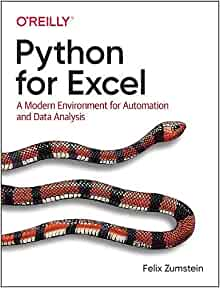 O'REILLY®
Python
for Excel
A Modern Environment for Automation
and Data Analysis
Felix Zumstein